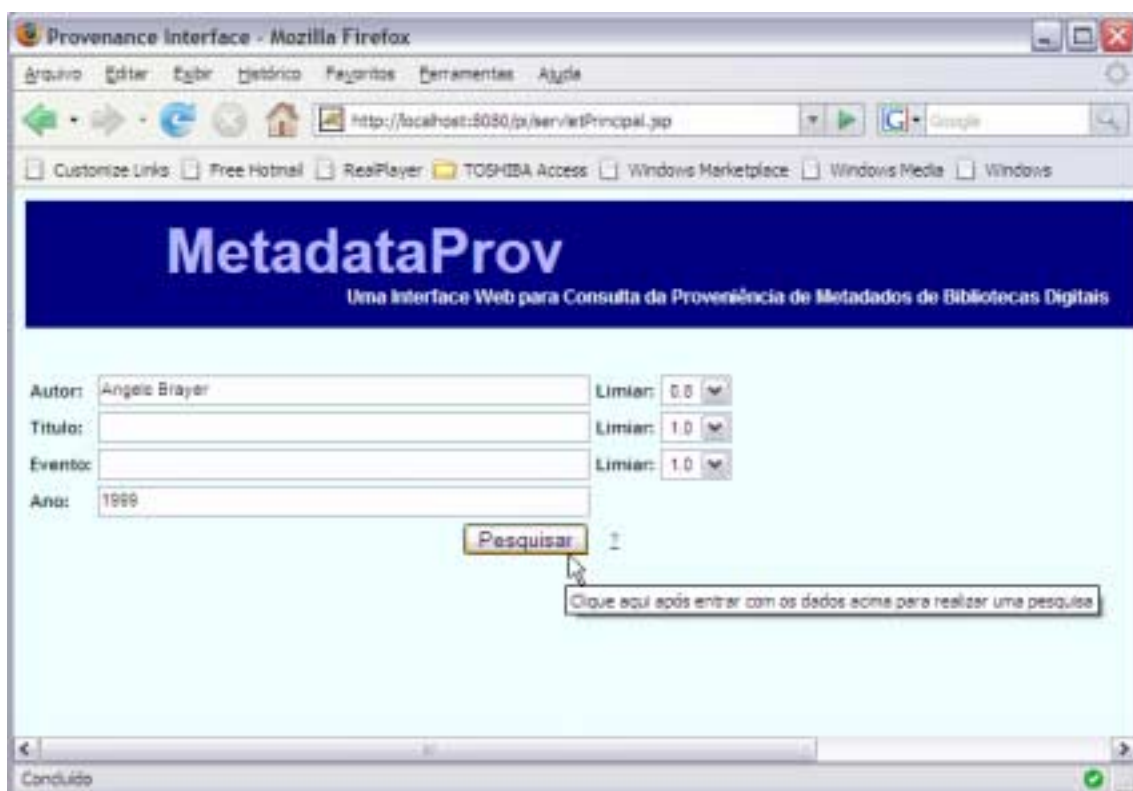 Provenance Interface - Mozilla Firefox
Arquivo Editar Exibir Histórico Favoritos Ferramentas Ajuda
http://localhost:8080/pi/servletPrincipal.jsp
Google
Customize Links Free Hotmail RealPlayer TOSHIBA Access Windows Marketplace Windows Media Windows
MetadataProv
Uma Interface Web para Consulta da Proveniência de Metadados de Bibliotecas Digitais
Autor: Angelo Brayer Limiar: 0.8
Título: Limiar: 1.0
Evento: Limiar: 1.0
Ano: 1999
Pesquisar ?
Clique aqui após entrar com os dados acima para realizar uma pesquisa
Concluído